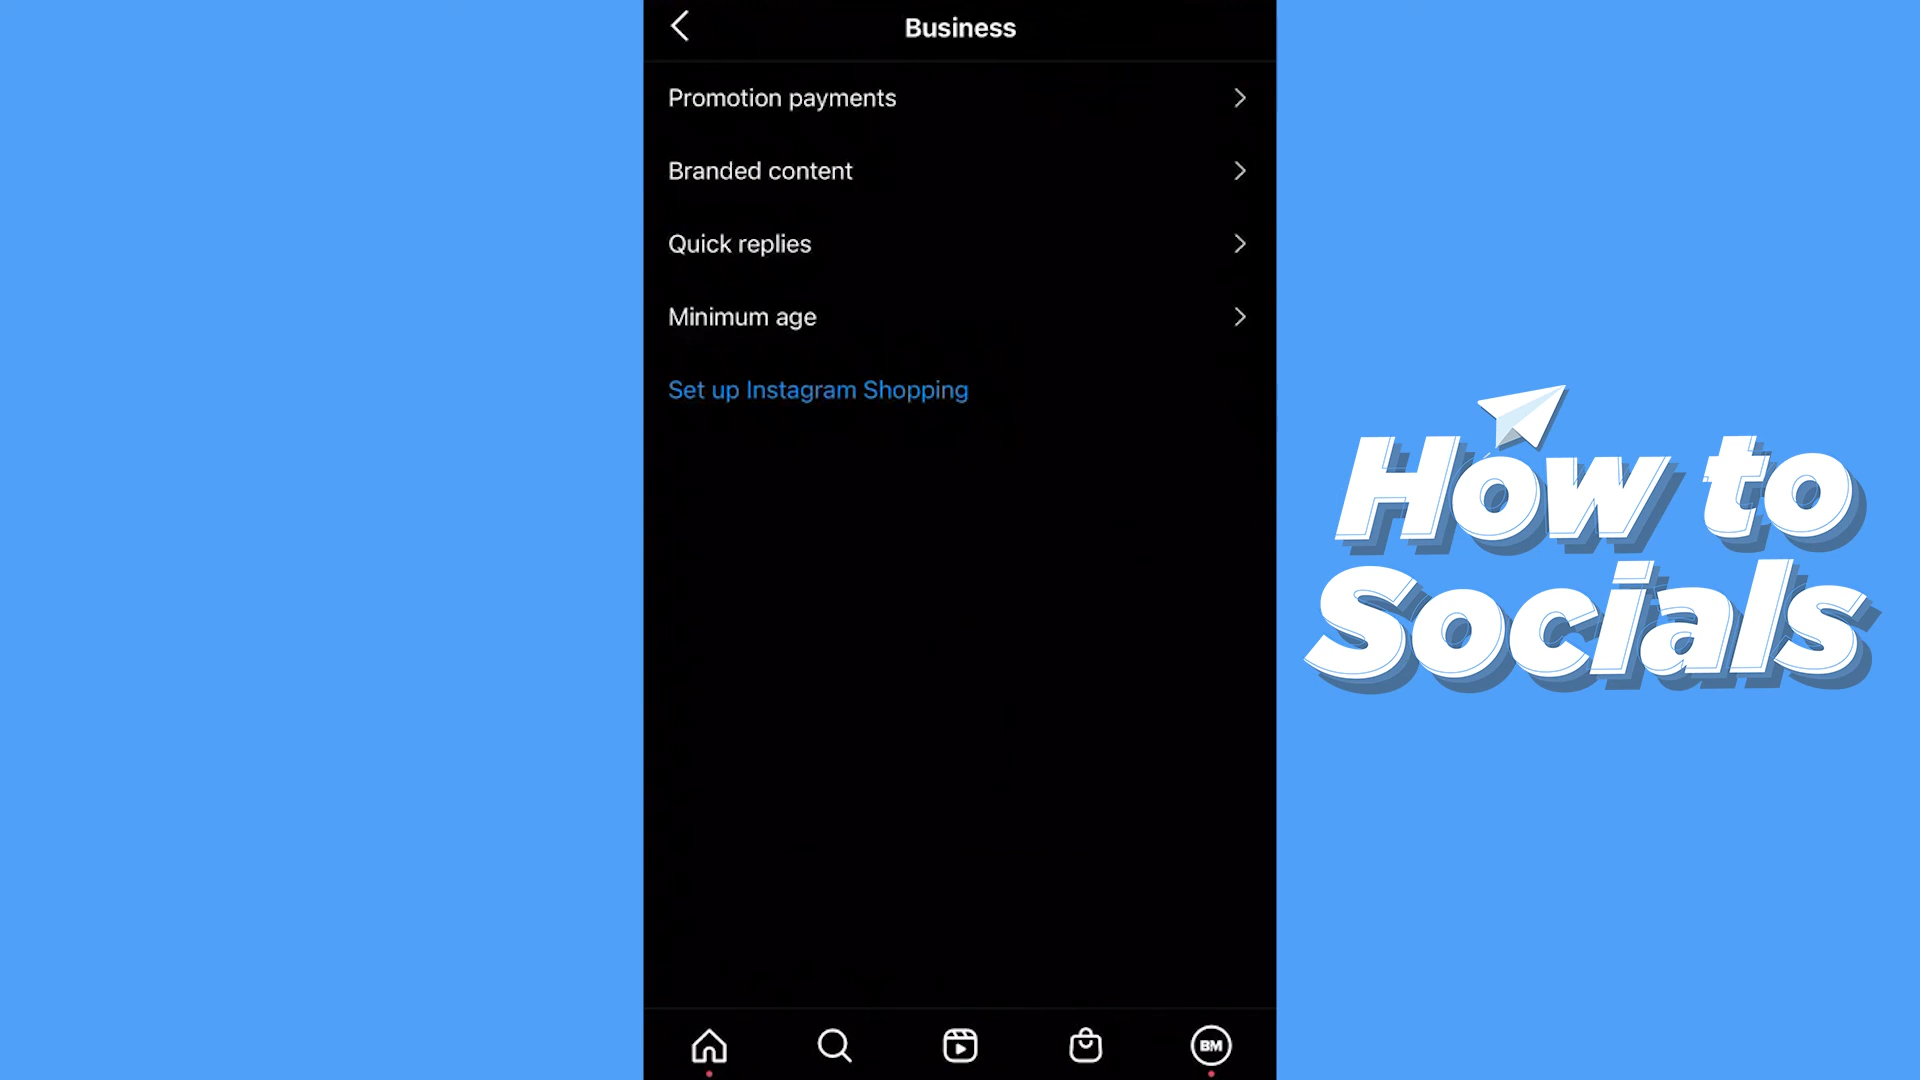 Business
Promotion payments
Branded content
Quick replies
Minimum age
Set up Instagram Shopping
How to
Socials
BM